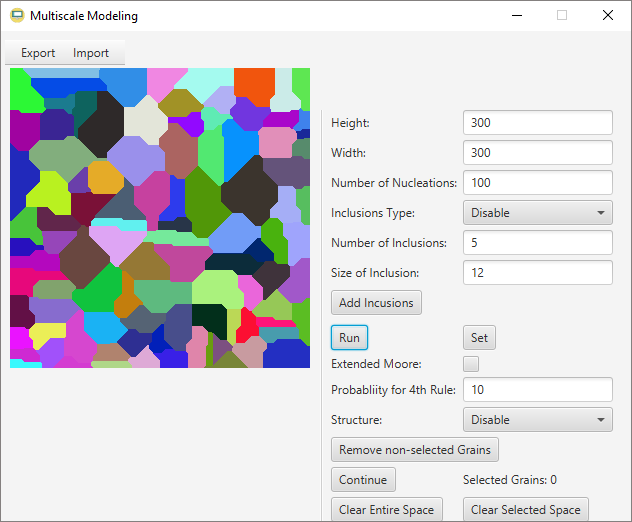 Multiscale Modeling
Export Import
Height: 300
Width: 300
Number of Nucleations: 100
Inclusions Type: Disable
Number of Inclusions: 5
Size of Inclusion: 12
Add Incusions
Run Set
Extended Moore:
Probabliity for 4th Rule: 10
Structure: Disable
Remove non-selected Grains
Continue Selected Grains: 0
Clear Entire Space Clear Selected Space